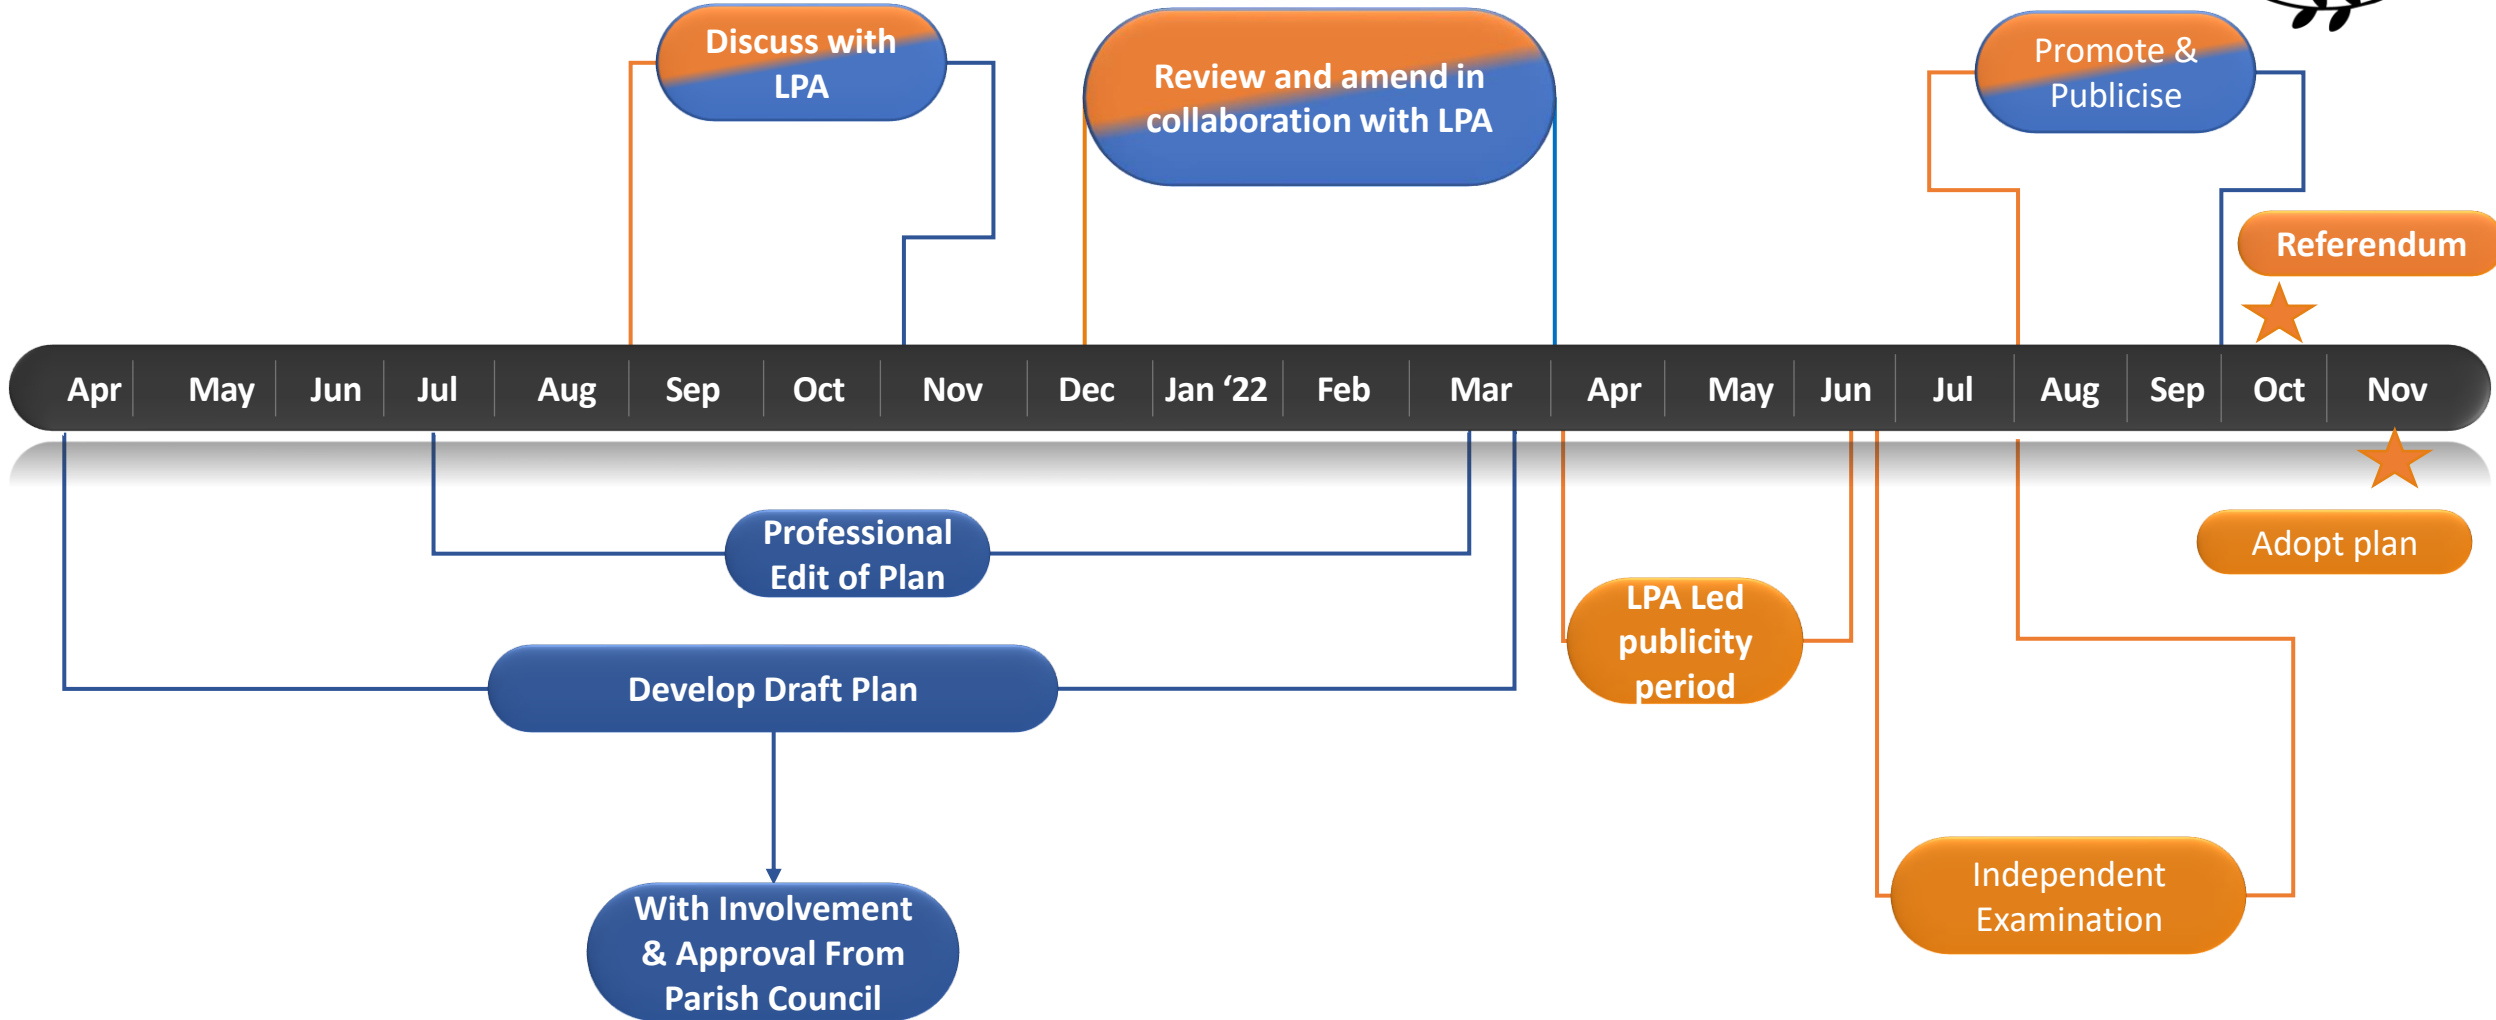 Discuss with
LPA
Review and amend in
collaboration with LPA
Promote &
Publicise
Referendum
Apr May Jun Jul Aug Sep Oct Nov Dec Jan ‘22 Feb Mar Apr May Jun Jul Aug Sep Oct Nov
Professional
Edit of Plan
Adopt plan
LPA Led
publicity
period
Develop Draft Plan
Independent
Examination
With Involvement
& Approval From
Parish Council